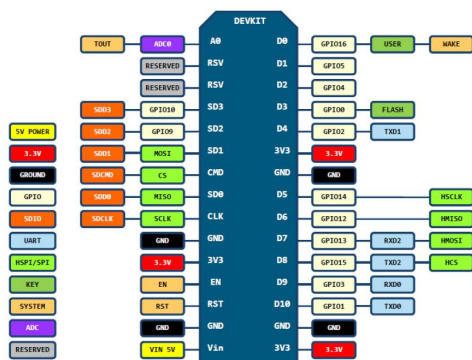 DEVKIT
TOUT ADC0 A0 D0 GPIO16 USER WAKE
RESERVED RSV D1 GPIO5
RESERVED RSV D2 GPIO4
SDD3 GPIO10 SD3 D3 GPIO0 FLASH
5V POWER SDD2 GPIO9 SD2 D4 GPIO2 TXD1
3.3V SDD1 MOSI SD1 3V3 3.3V
GROUND SDCMD CS CMD GND GND
GPIO SDD0 MISO SD0 D5 GPIO14 HSCLK
SDIO SDCLK SCLK CLK D6 GPIO12 HMISO
UART GND GND D7 GPIO13 RXD2 HMOSI
HSPI/SPI 3.3V 3V3 D8 GPIO15 TXD2 HCS
KEY EN EN D9 GPIO3 RXD0
SYSTEM RST RST D10 GPIO1 TXD0
ADC GND GND GND GND
RESERVED VIN 5V Vin 3V3 3.3V